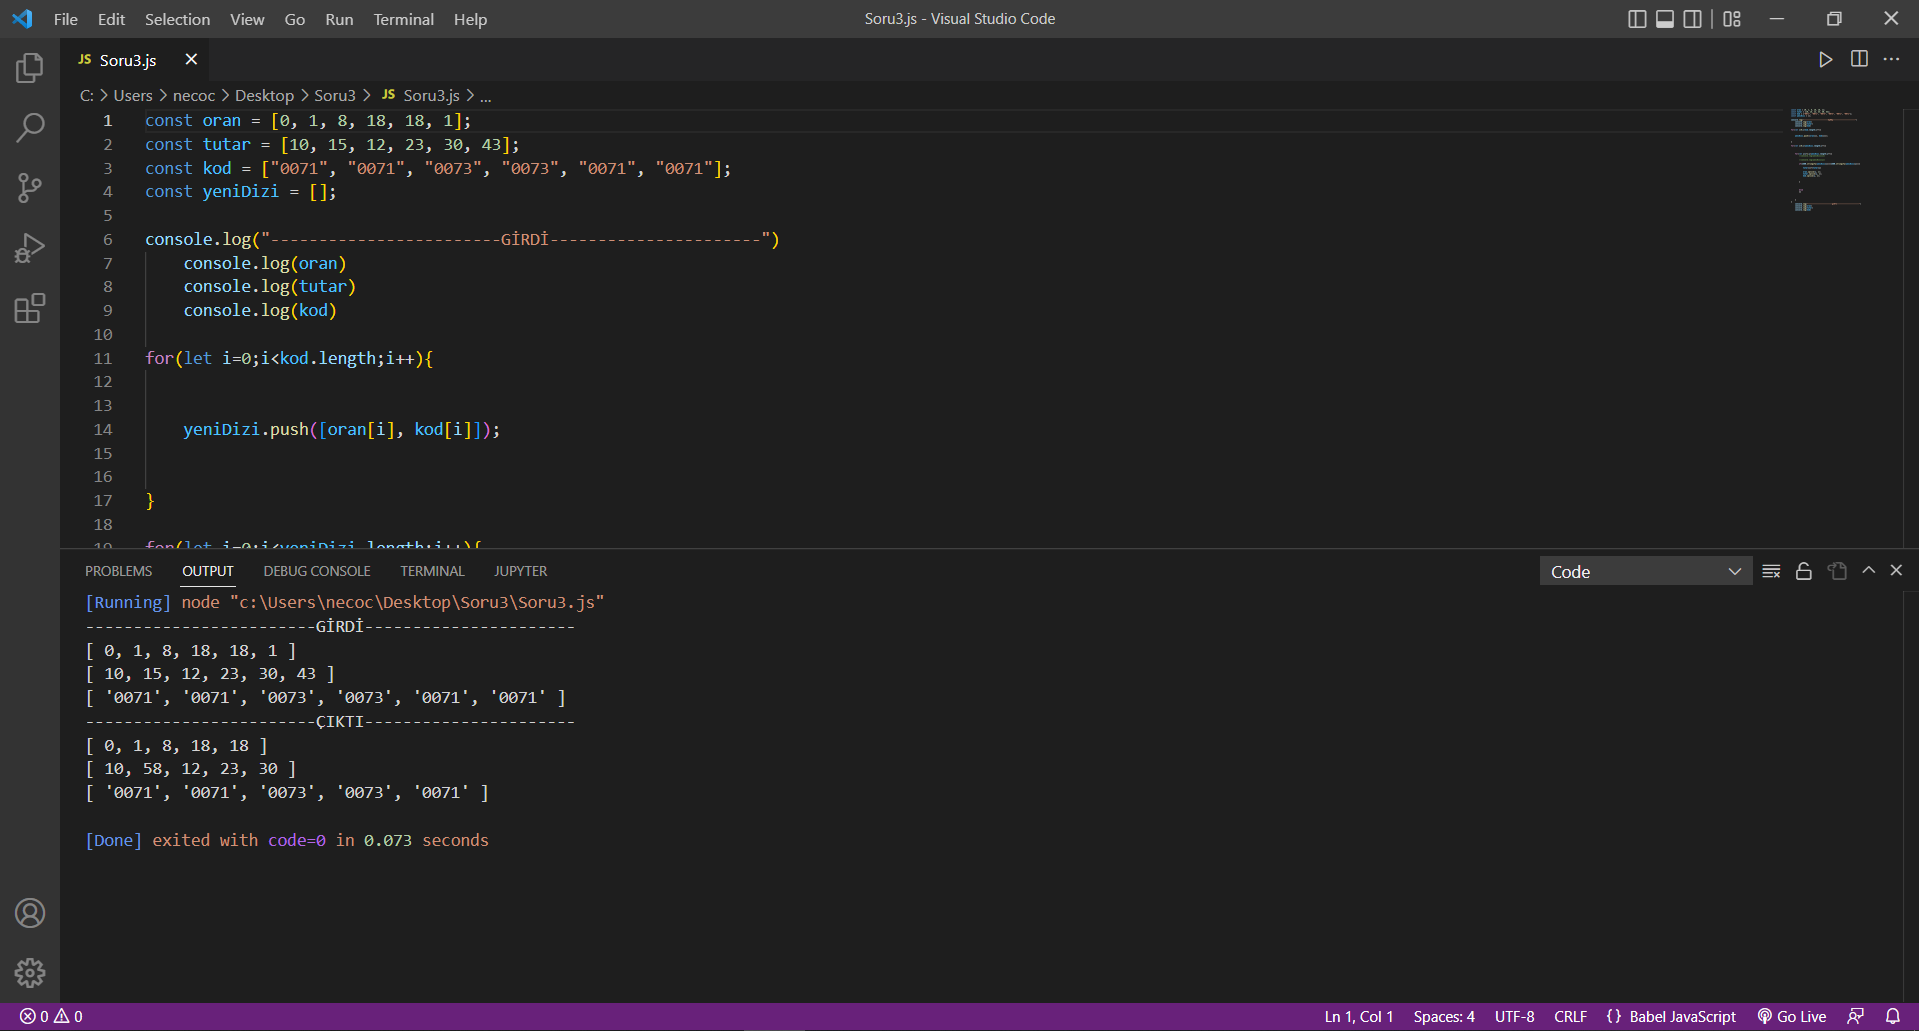 File Edit Selection View Go Run Terminal Help
Soru3.js - Visual Studio Code
JS Soru3.js
C: > Users > necoc > Desktop > Soru3 > JS Soru3.js > ...
1 const oran = [0, 1, 8, 18, 18, 1];
2 const tutar = [10, 15, 12, 23, 30, 43];
3 const kod = ["0071", "0071", "0073", "0073", "0071", "0071"];
4 const yeniDizi = [];
5
6 console.log("------------------------GİRDİ----------------------")
7 console.log(oran)
8 console.log(tutar)
9 console.log(kod)
10
11 for(let i=0;i<kod.length;i++){
12
13
14 yeniDizi.push([oran[i], kod[i]]);
15
16
17 }
18
19 for(let i=0;i<yeniDizi.length;i++){
PROBLEMS OUTPUT DEBUG CONSOLE TERMINAL JUPYTER
Code
[Running] node "c:\Users\necoc\Desktop\Soru3\Soru3.js"
------------------------GİRDİ----------------------
[ 0, 1, 8, 18, 18, 1 ]
[ 10, 15, 12, 23, 30, 43 ]
[ '0071', '0071', '0073', '0073', '0071', '0071' ]
------------------------ÇIKTI----------------------
[ 0, 1, 8, 18, 18 ]
[ 10, 58, 12, 23, 30 ]
[ '0071', '0071', '0073', '0073', '0071' ]
[Done] exited with code=0 in 0.073 seconds
0 0
Ln 1, Col 1 Spaces: 4 UTF-8 CRLF {} Babel JavaScript Go Live